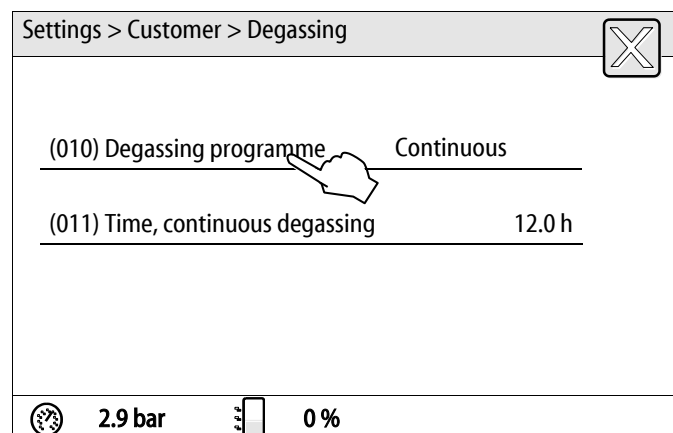 Settings > Customer > Degassing
(010) Degassing programme Continuous
(011) Time, continuous degassing 12.0 h
2.9 bar 0 %